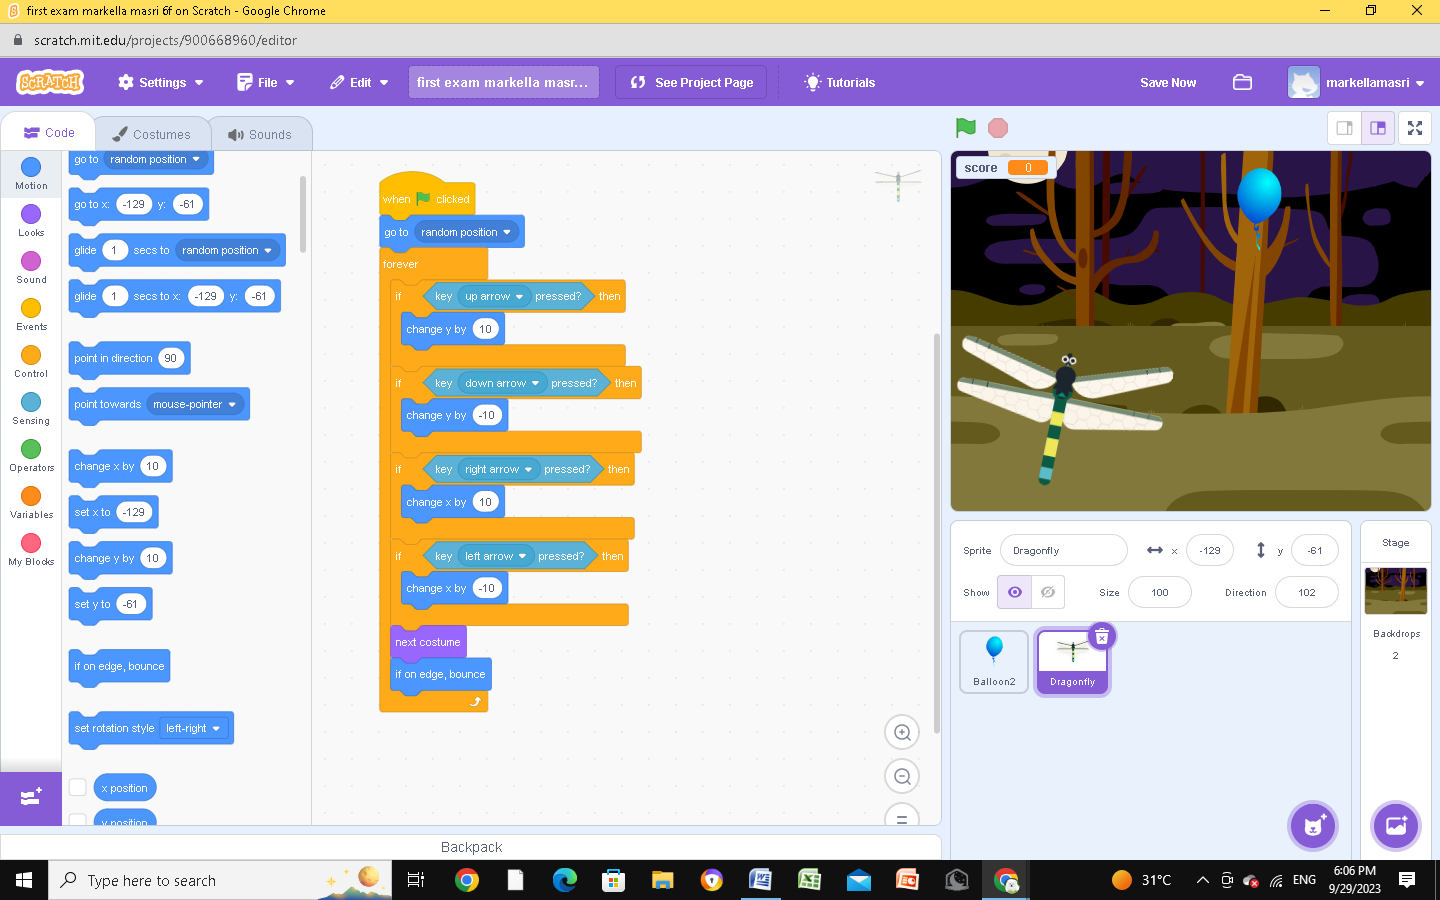 first exam markella masri 6f on Scratch - Google Chrome
scratch.mit.edu/projects/900668960/editor
SCRATCH Settings File Edit first exam markella masr... See Project Page Tutorials Save Now markellamasri
Code Costumes Sounds
Motion
Looks
Sound
Events
Control
Sensing
Operators
Variables
My Blocks
go to random position
go to x: -129 y: -61
glide 1 secs to random position
glide 1 secs to x: -129 y: -61
point in direction 90
point towards mouse-pointer
change x by 10
set x to -129
change y by 10
set y to -61
if on edge, bounce
set rotation style left-right
x position
y position
when clicked
go to random position
forever
if key up arrow pressed? then
change y by 10
if key down arrow pressed? then
change y by -10
if key right arrow pressed? then
change x by 10
if key left arrow pressed? then
change x by -10
next costume
if on edge, bounce
score 0
Sprite Dragonfly x -129 y -61
Show Size 100 Direction 102
Balloon2 Dragonfly
Stage
Backdrops
2
Backpack
Type here to search
31°C
ENG
6:06 PM
9/29/2023